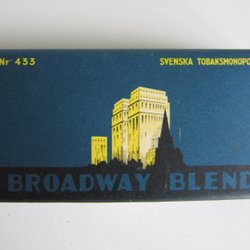 Nr 433
SVENSKA TOBAKSMONOPO
BROADWAY BLEND